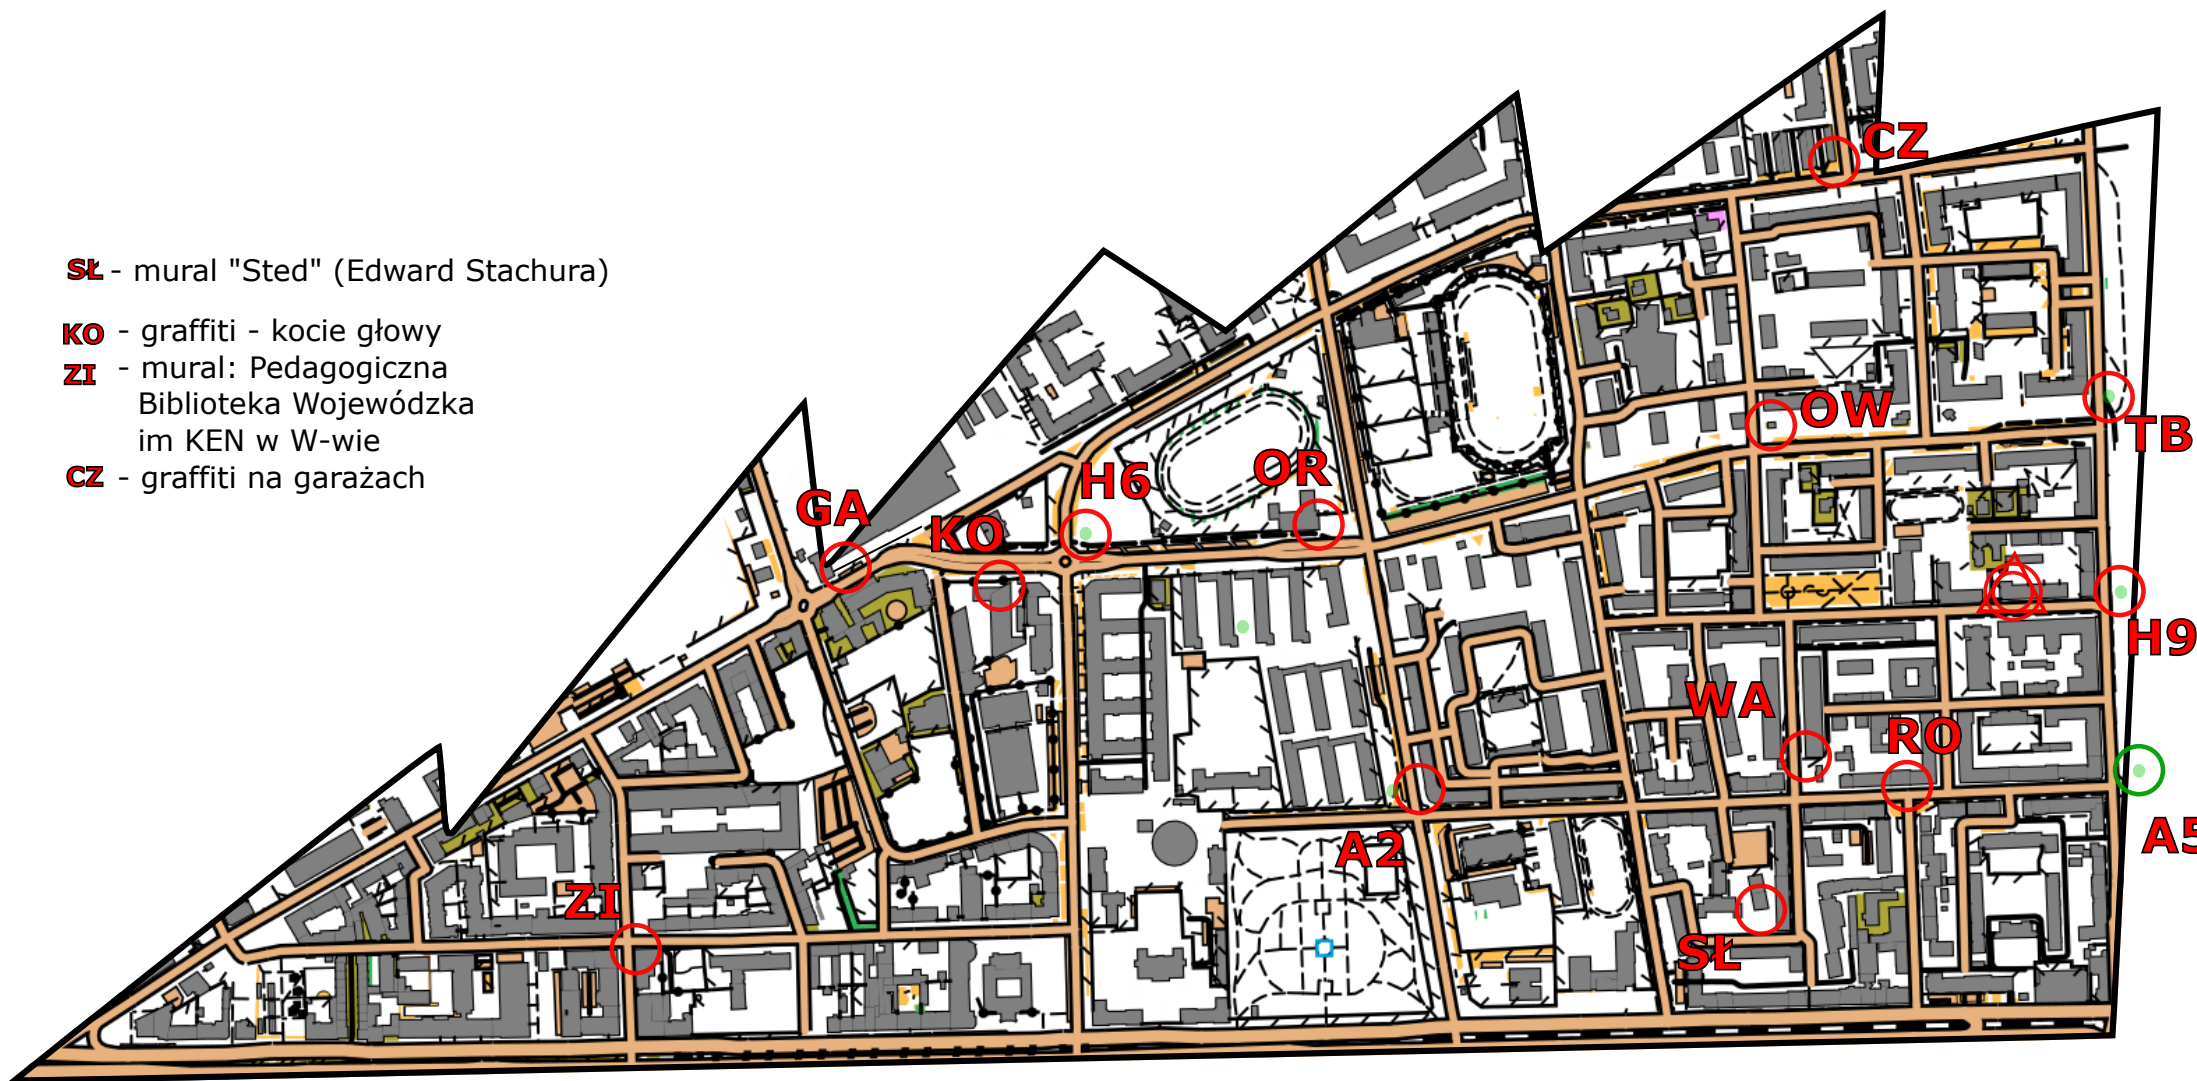 CZ
SŁ - mural "Sted" (Edward Stachura)
KO - graffiti - kocie głowy
ZI - mural: Pedagogiczna
Biblioteka Wojewódzka
im KEN w W-wie
CZ - graffiti na garażach
OW
TB
H6
OR
GA
KO
H9
WA
RO
A2
A5
ZI
SŁ